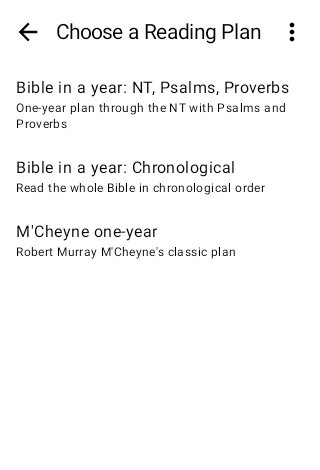 Choose a Reading Plan
Bible in a year: NT, Psalms, Proverbs
One-year plan through the NT with Psalms and
Proverbs
Bible in a year: Chronological
Read the whole Bible in chronological order
M'Cheyne one-year
Robert Murray M'Cheyne's classic plan